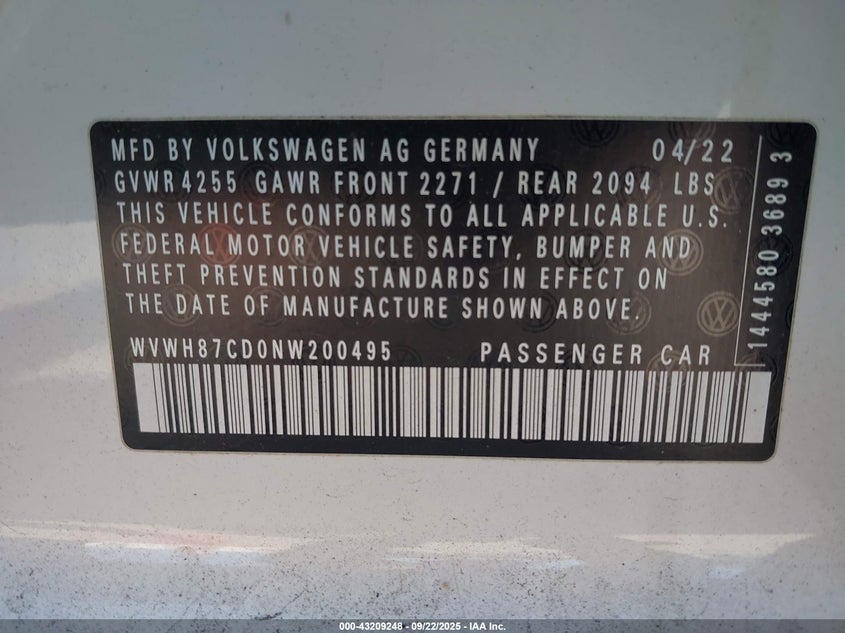 MFD BY VOLKSWAGEN AG GERMANY 04/22
GVWR 4255 GAWR FRONT 2271 / REAR 2094 LBS
THIS VEHICLE CONFORMS TO ALL APPLICABLE U.S.
FEDERAL MOTOR VEHICLE SAFETY, BUMPER AND
THEFT PREVENTION STANDARDS IN EFFECT ON
THE DATE OF MANUFACTURE SHOWN ABOVE.
WVWH87CD0NW200495 PASSENGER CAR
1444580 3689 3
000-43209248 - 09/22/2025 - IAA Inc.